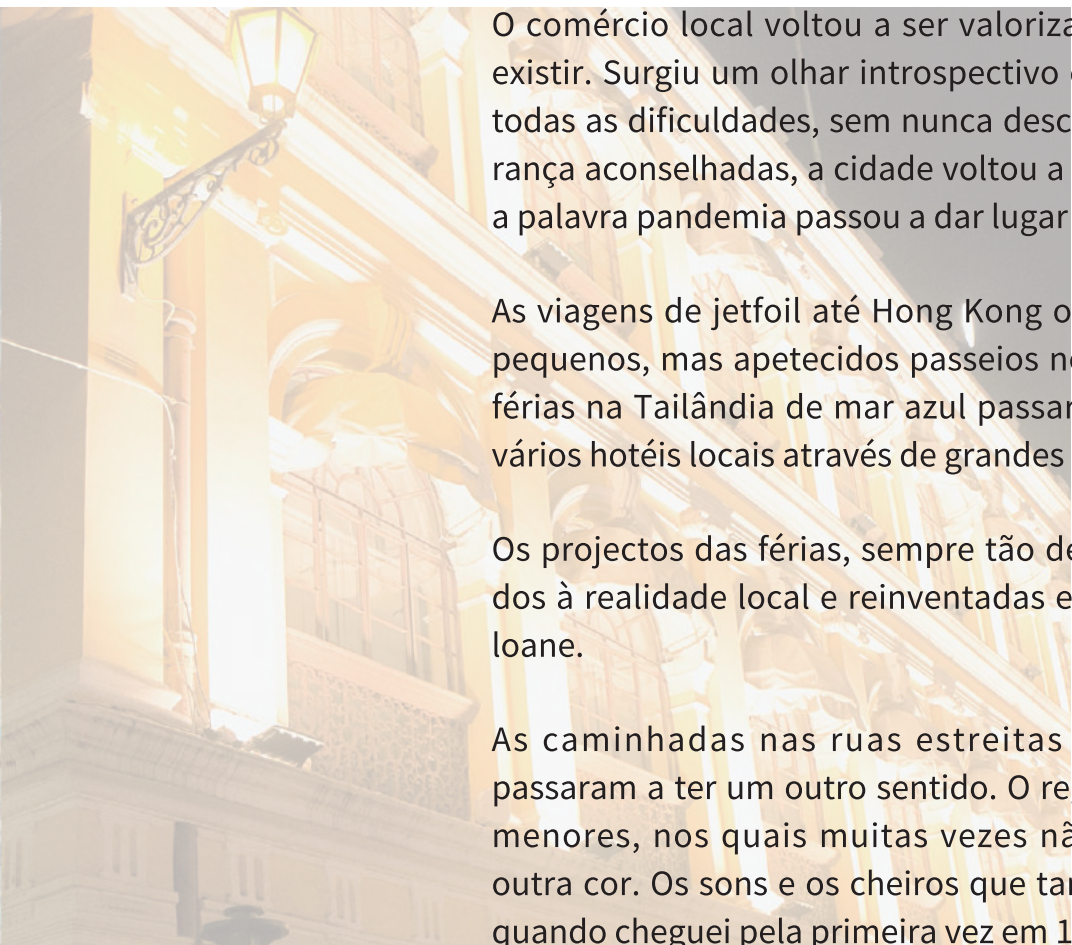 O comércio local voltou a ser valoriza
existir. Surgiu um olhar introspectivo
todas as dificuldades, sem nunca desc
rança aconselhadas, a cidade voltou a
a palavra pandemia passou a dar lugar
As viagens de jetfoil até Hong Kong o
pequenos, mas apetecidos passeios n
férias na Tailândia de mar azul passar
vários hotéis locais através de grandes
Os projectos das férias, sempre tão de
dos à realidade local e reinventadas e
loane.
As caminhadas nas ruas estreitas
passaram a ter um outro sentido. O re
menores, nos quais muitas vezes nã
outra cor. Os sons e os cheiros que tar
quando cheguei pela primeira vez em 1